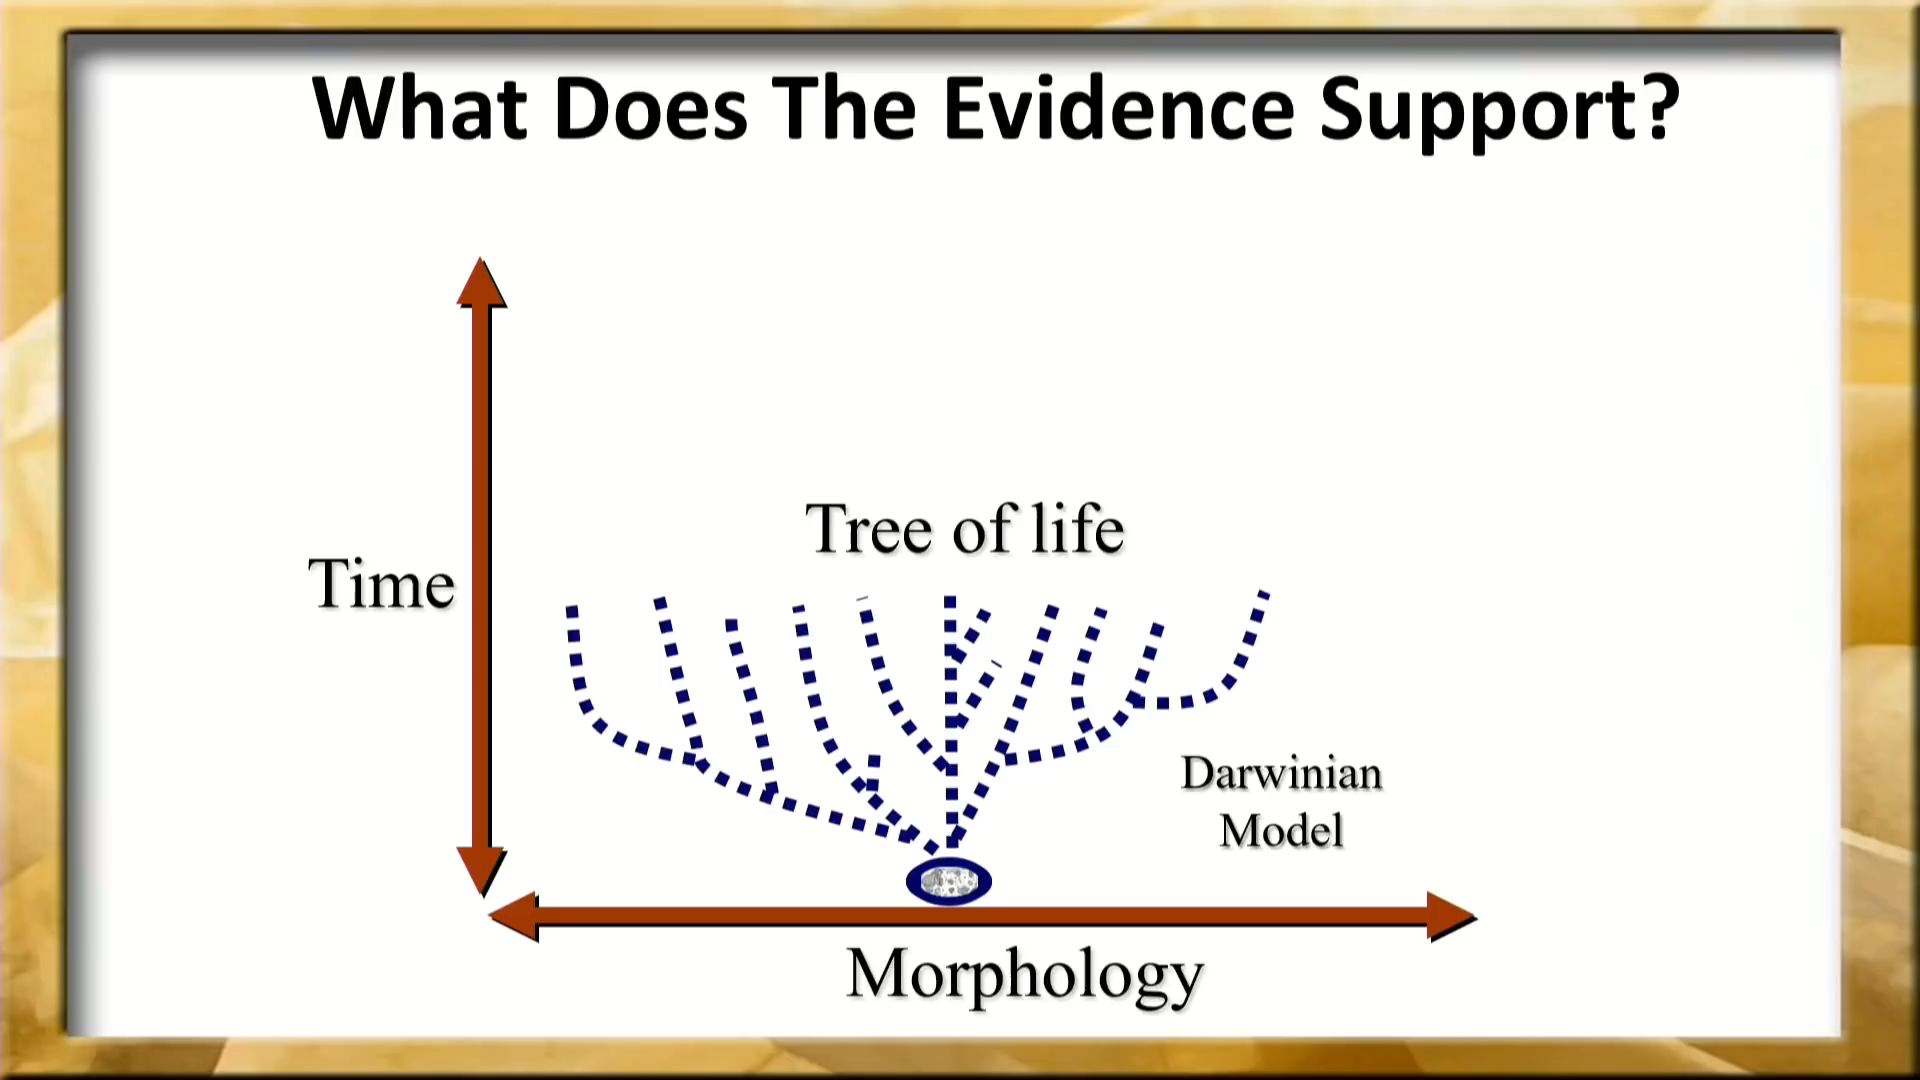 What Does The Evidence Support?
Tree of life
Time
Darwinian
Model
Morphology